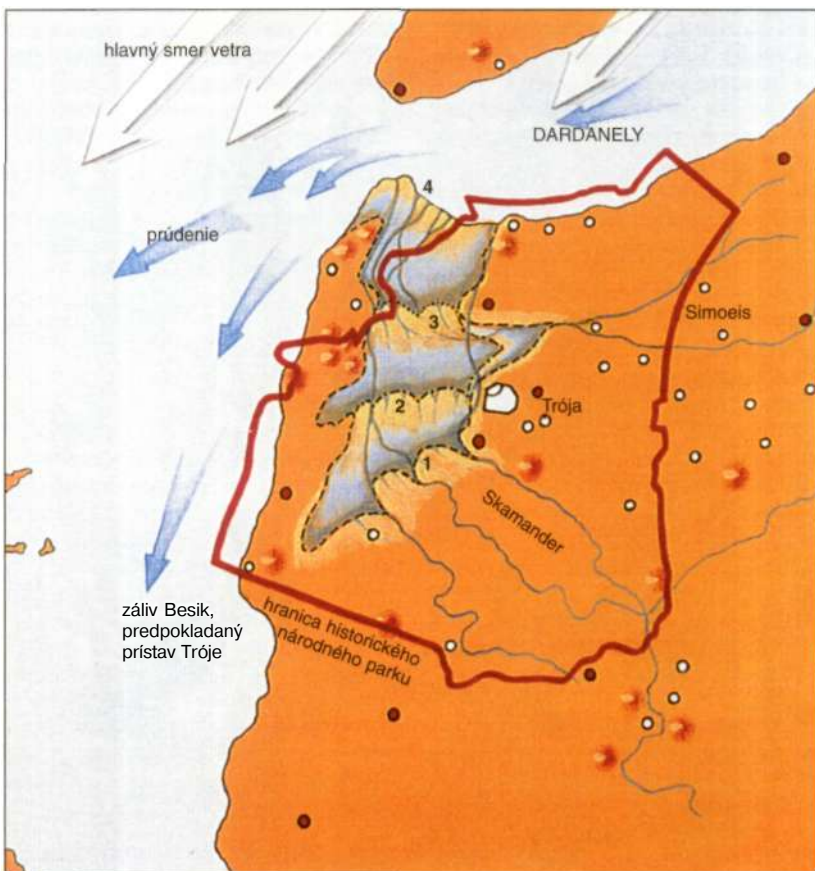 hlavný smer vetra
DARDANELY
4
prúdenie
Simoeis
3
Trója
2
1
Skamander
záliv Besik,
predpokladaný
prístav Tróje
hranica historického
národného parku